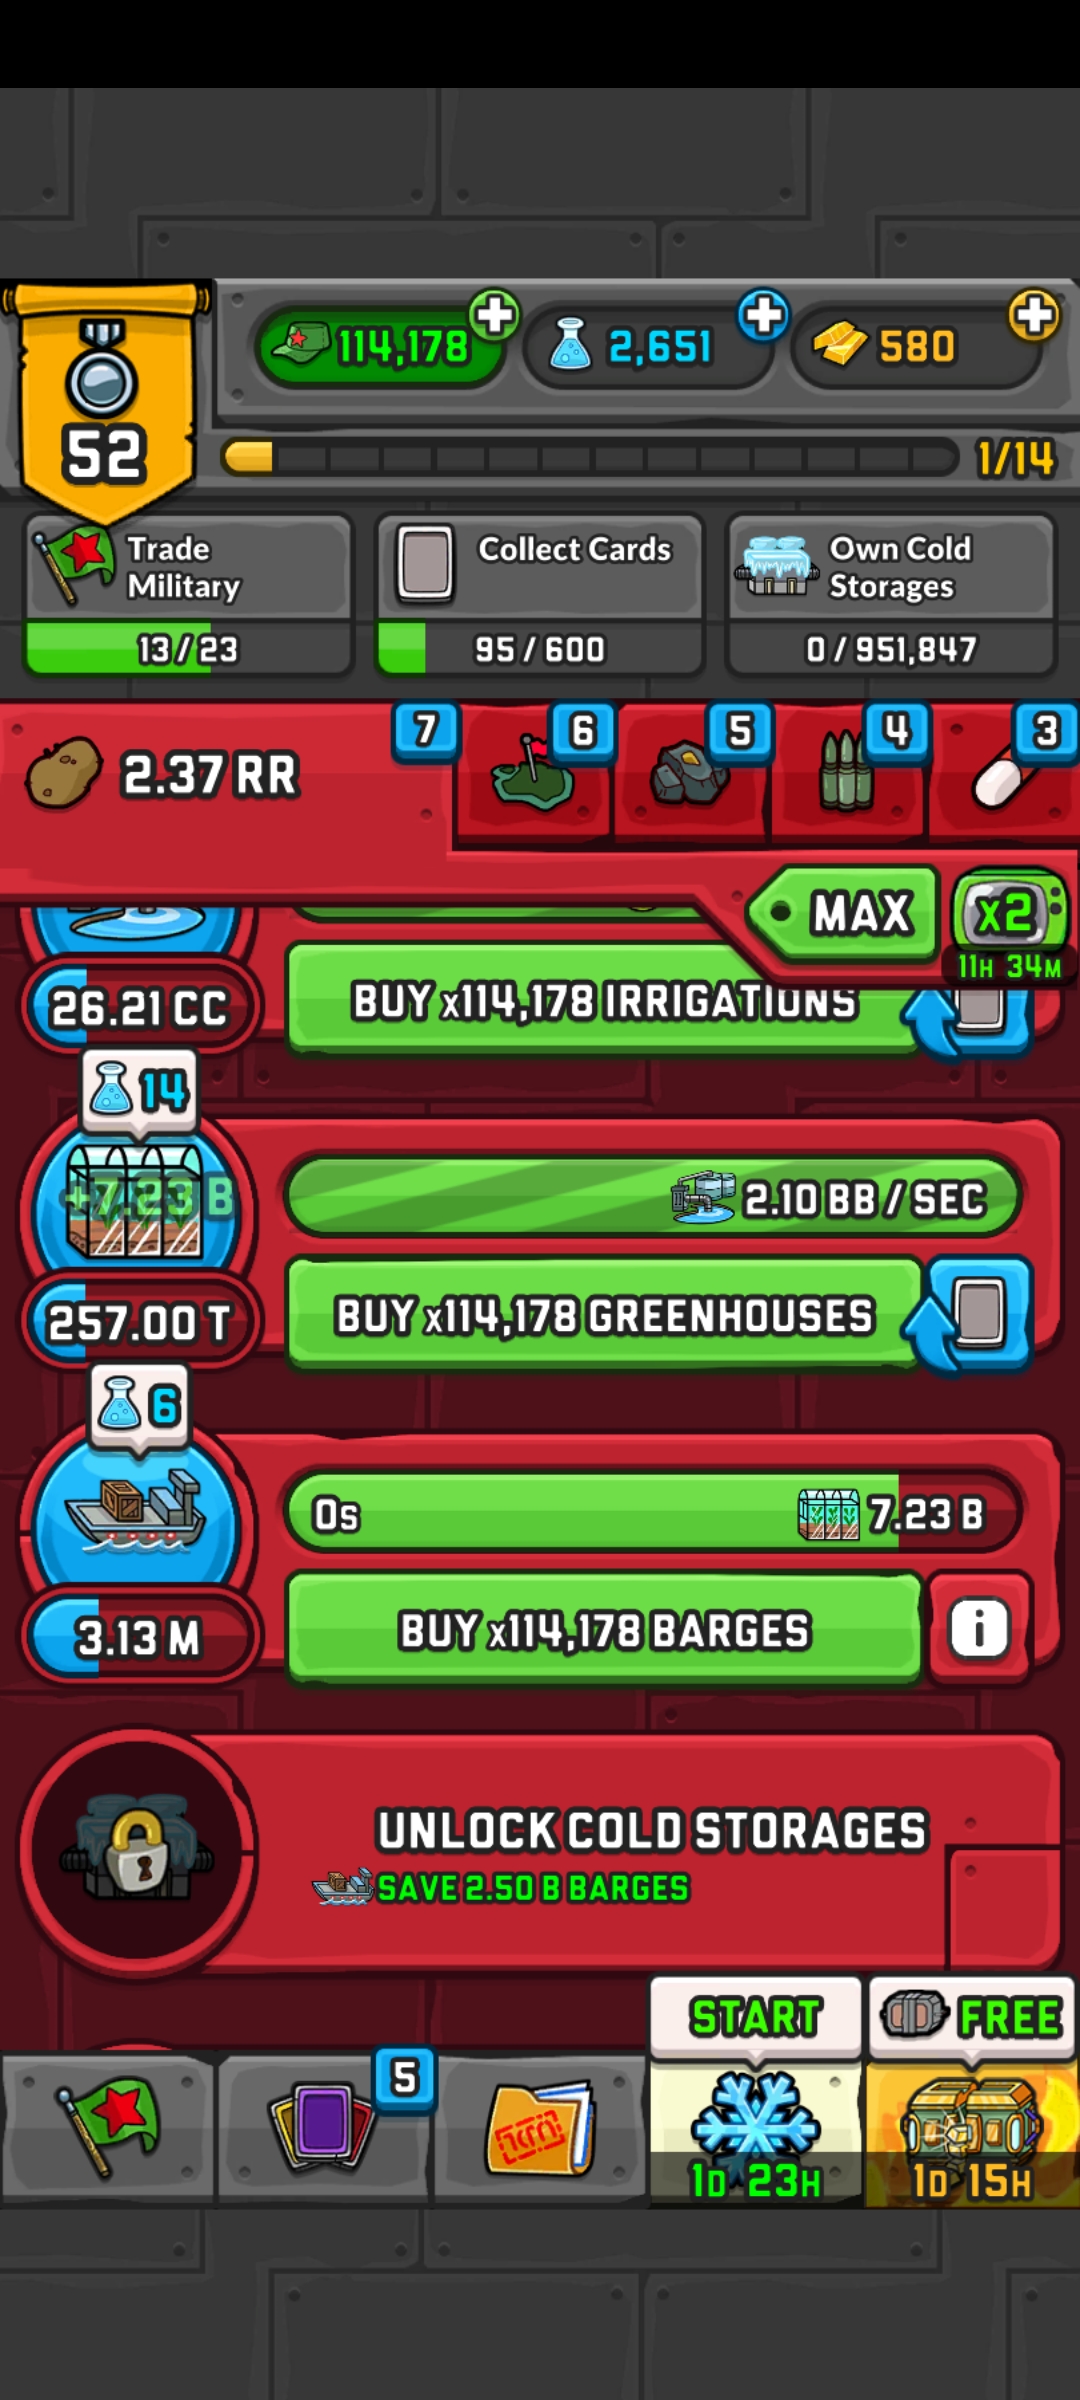 114,178
2,651
580
52
1/14
Trade
Military
13/23
Collect Cards
95/600
Own Cold
Storages
0/951,847
2.37 RR
7
6
5
4
3
MAX
x2
11H 34M
26.21 CC
BUY x114,178 IRRIGATIONS
14
+7.23 B
2.10 BB / SEC
257.00 T
BUY x114,178 GREENHOUSES
6
0s
7.23 B
3.13 M
BUY x114,178 BARGES
i
UNLOCK COLD STORAGES
SAVE 2.50 B BARGES
START
FREE
5
1D 23H
1D 15H